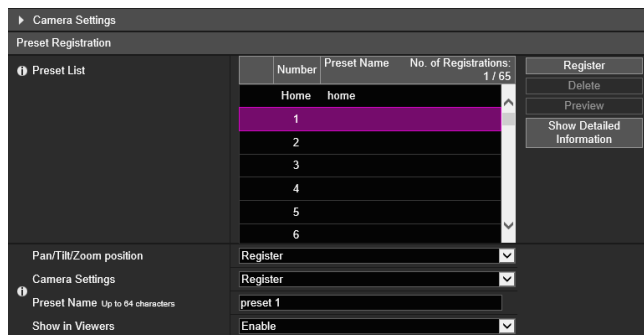 Camera Settings
Preset Registration
Preset List
Number Preset Name No. of Registrations:
1 / 65
Home home
1
2
3
4
5
6
Register
Delete
Preview
Show Detailed
Information
Pan/Tilt/Zoom position Register
Camera Settings Register
Preset Name Up to 64 characters preset 1
Show in Viewers Enable